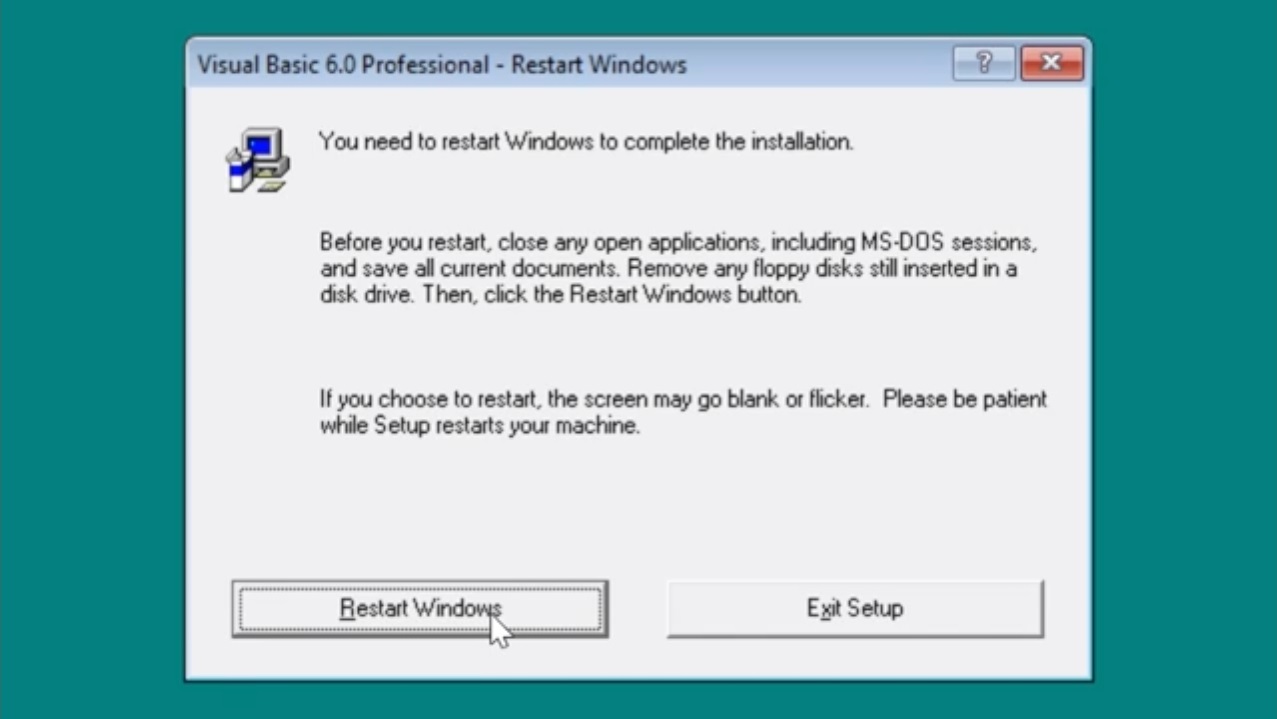 Visual Basic 6.0 Professional - Restart Windows
You need to restart Windows to complete the installation.
Before you restart, close any open applications, including MS-DOS sessions,
and save all current documents. Remove any floppy disks still inserted in a
disk drive. Then, click the Restart Windows button.
If you choose to restart, the screen may go blank or flicker.  Please be patient
while Setup restarts your machine.
Restart Windows
Exit Setup